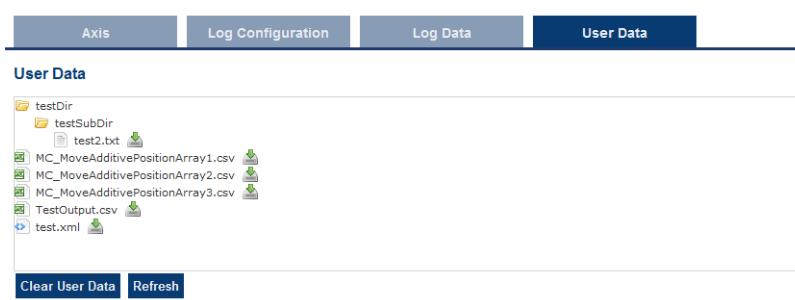 Axis Log Configuration Log Data User Data
User Data
testDir
testSubDir
test2.txt
MC_MoveAdditivePositionArray1.csv
MC_MoveAdditivePositionArray2.csv
MC_MoveAdditivePositionArray3.csv
TestOutput.csv
test.xml
Clear User Data Refresh